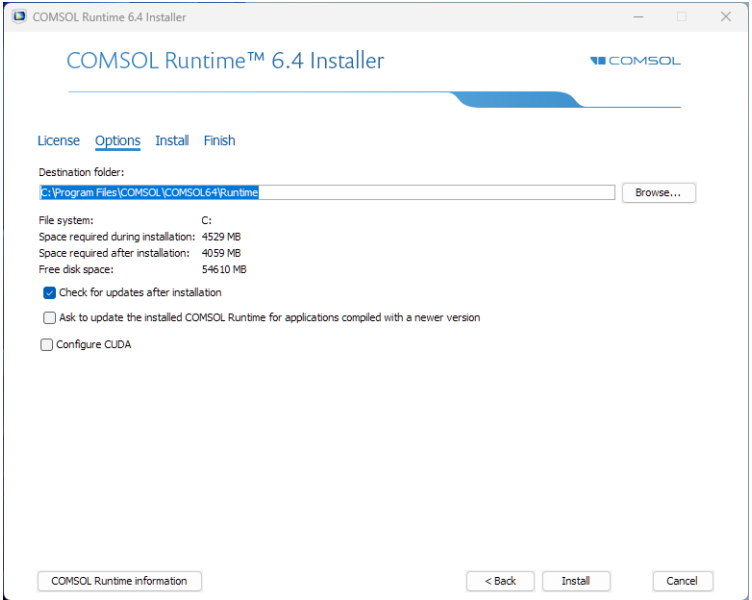 COMSOL Runtime 6.4 Installer
COMSOL Runtime™ 6.4 Installer
COMSOL
License Options Install Finish
Destination folder:
C:\Program Files\COMSOL\COMSOL64\Runtime Browse...
File system: C:
Space required during installation: 4529 MB
Space required after installation: 4059 MB
Free disk space: 54610 MB
Check for updates after installation
Ask to update the installed COMSOL Runtime for applications compiled with a newer version
Configure CUDA
COMSOL Runtime information < Back Install Cancel